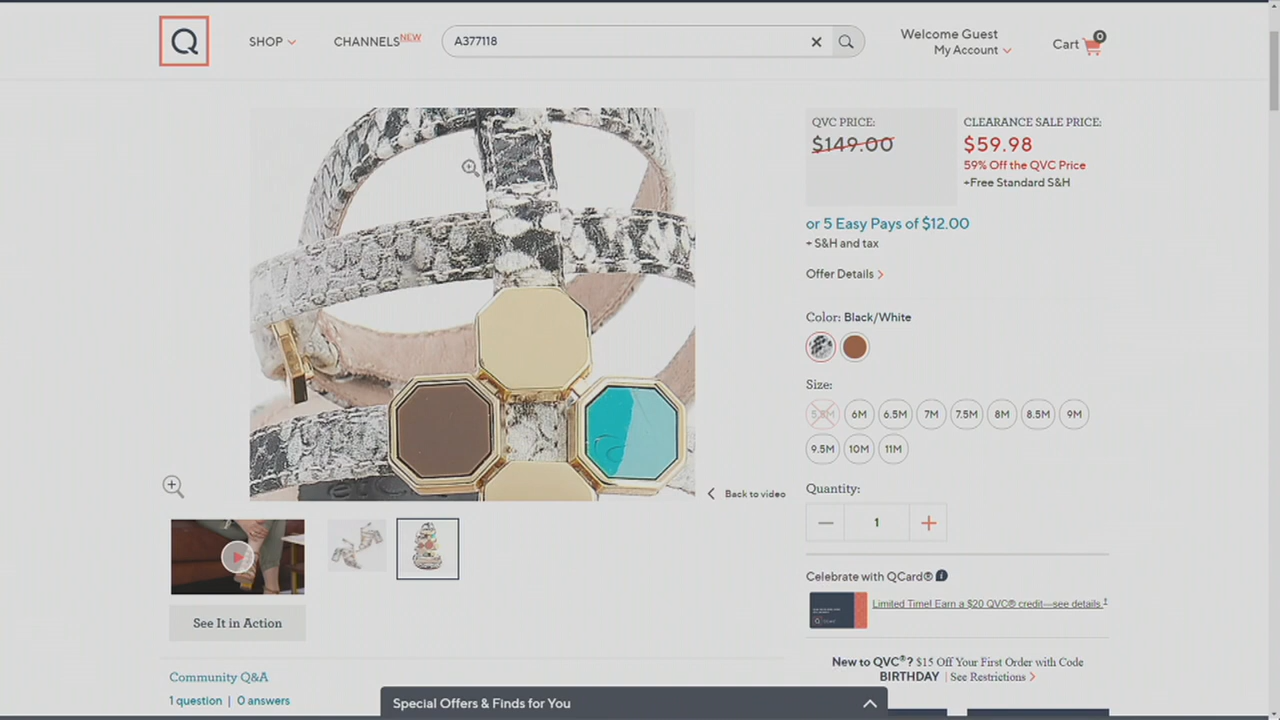 Q
SHOP
CHANNELS NEW
A377118
Welcome Guest
My Account
Cart
0
QVC PRICE:
$149.00
CLEARANCE SALE PRICE:
$59.98
59% Off the QVC Price
+Free Standard S&H
or 5 Easy Pays of $12.00
+ S&H and tax
Offer Details
Color: Black/White
Size:
6M 6.5M 7M 7.5M 8M 8.5M 9M
9.5M 10M 11M
Back to video
Quantity:
1
Celebrate with QCard®
Limited Time! Earn a $20 QVC® credit—see details.‡
See It in Action
New to QVC®? $15 Off Your First Order with Code
BIRTHDAY | See Restrictions
Community Q&A
1 question | 0 answers
Special Offers & Finds for You